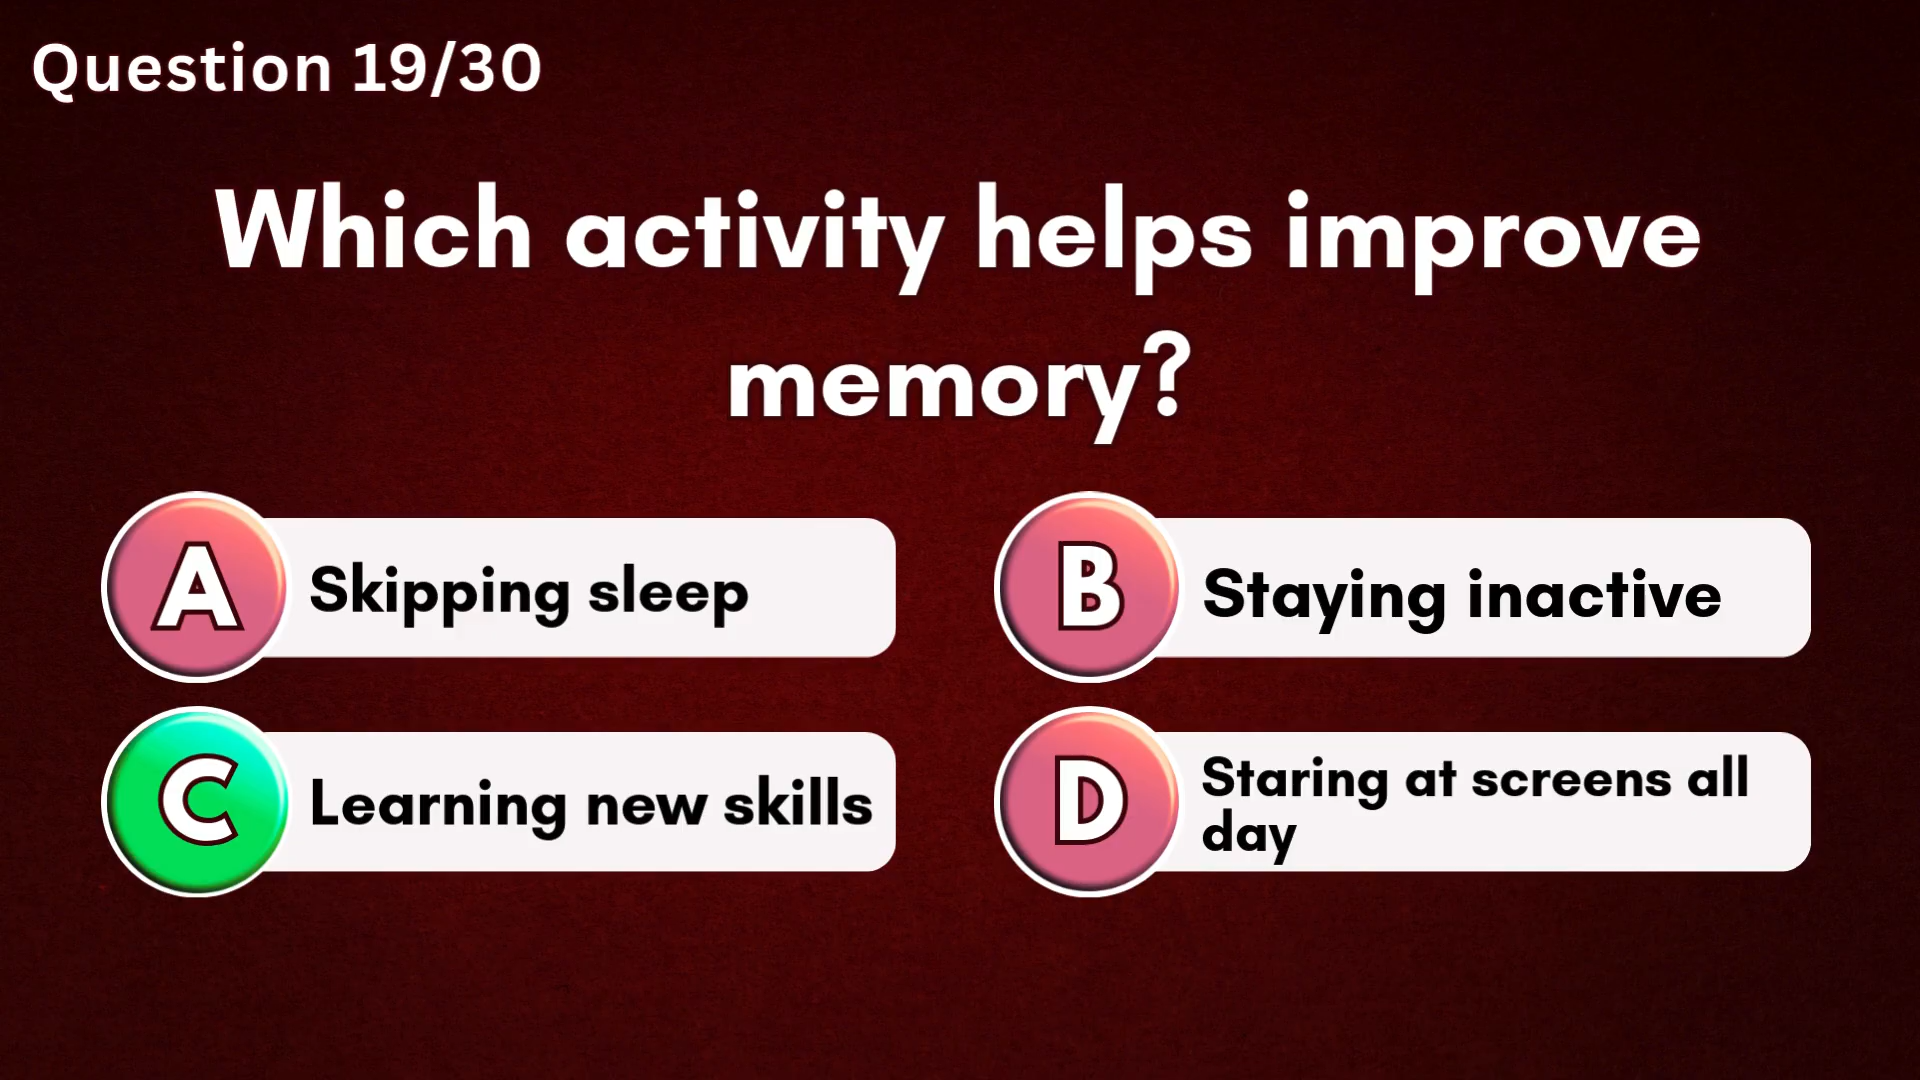 Question 19/30
Which activity helps improve
memory?
A Skipping sleep
B Staying inactive
C Learning new skills
D Staring at screens all
day